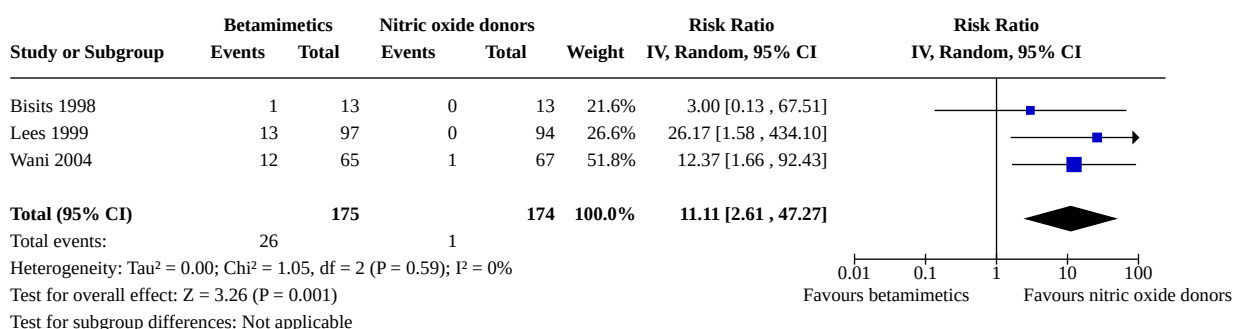 Betamimetics Nitric oxide donors Risk Ratio Risk Ratio
Study or Subgroup Events Total Events Total Weight IV, Random, 95% CI IV, Random, 95% CI
Bisits 1998 1 13 0 13 21.6% 3.00 [0.13 , 67.51]
Lees 1999 13 97 0 94 26.6% 26.17 [1.58 , 434.10]
Wani 2004 12 65 1 67 51.8% 12.37 [1.66 , 92.43]
Total (95% CI) 175 174 100.0% 11.11 [2.61 , 47.27]
Total events: 26 1
Heterogeneity: Tau² = 0.00; Chi² = 1.05, df = 2 (P = 0.59); I² = 0%
0.01 0.1 1 10 100
Test for overall effect: Z = 3.26 (P = 0.001)
Favours betamimetics Favours nitric oxide donors
Test for subgroup differences: Not applicable